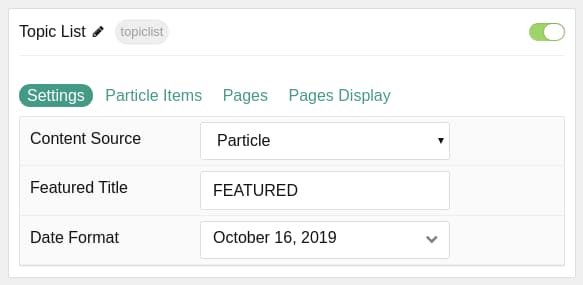 Topic List topiclist
Settings Particle Items Pages Pages Display
Content Source Particle
Featured Title FEATURED
Date Format October 16, 2019